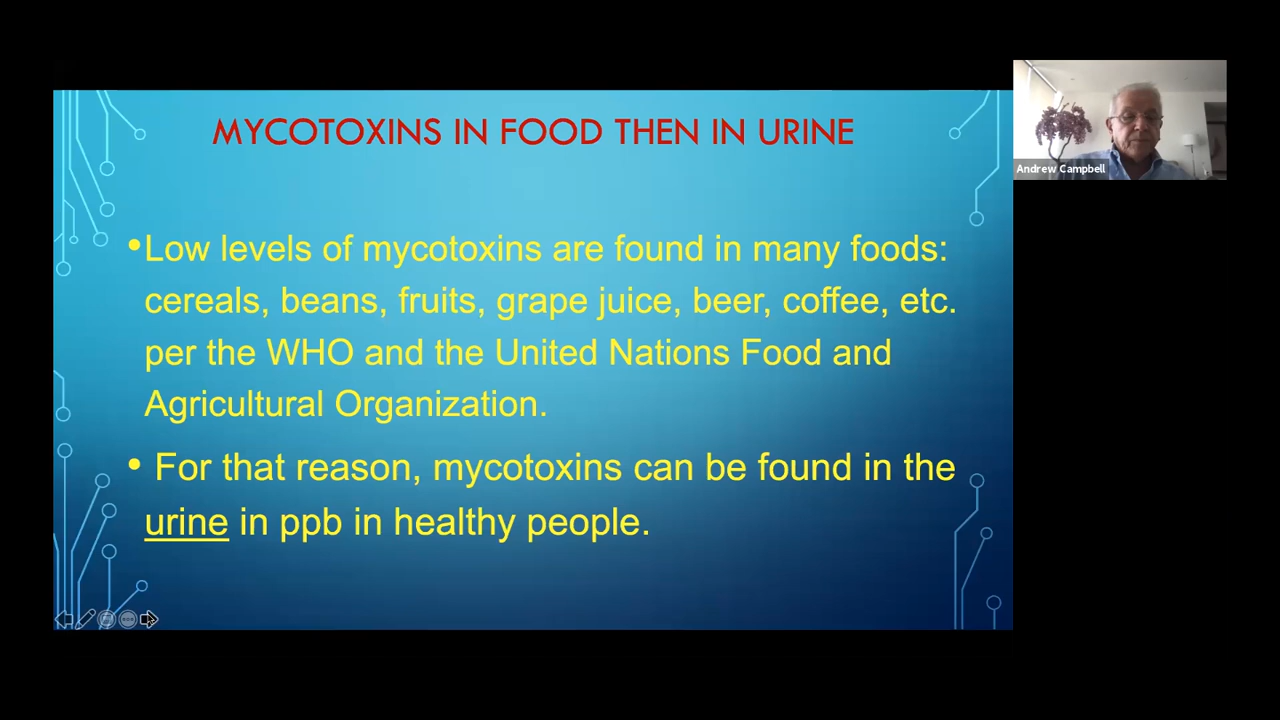 MYCOTOXINS IN FOOD THEN IN URINE
•Low levels of mycotoxins are found in many foods:
cereals, beans, fruits, grape juice, beer, coffee, etc.
per the WHO and the United Nations Food and
Agricultural Organization.
• For that reason, mycotoxins can be found in the
urine in ppb in healthy people.
Andrew Campbell